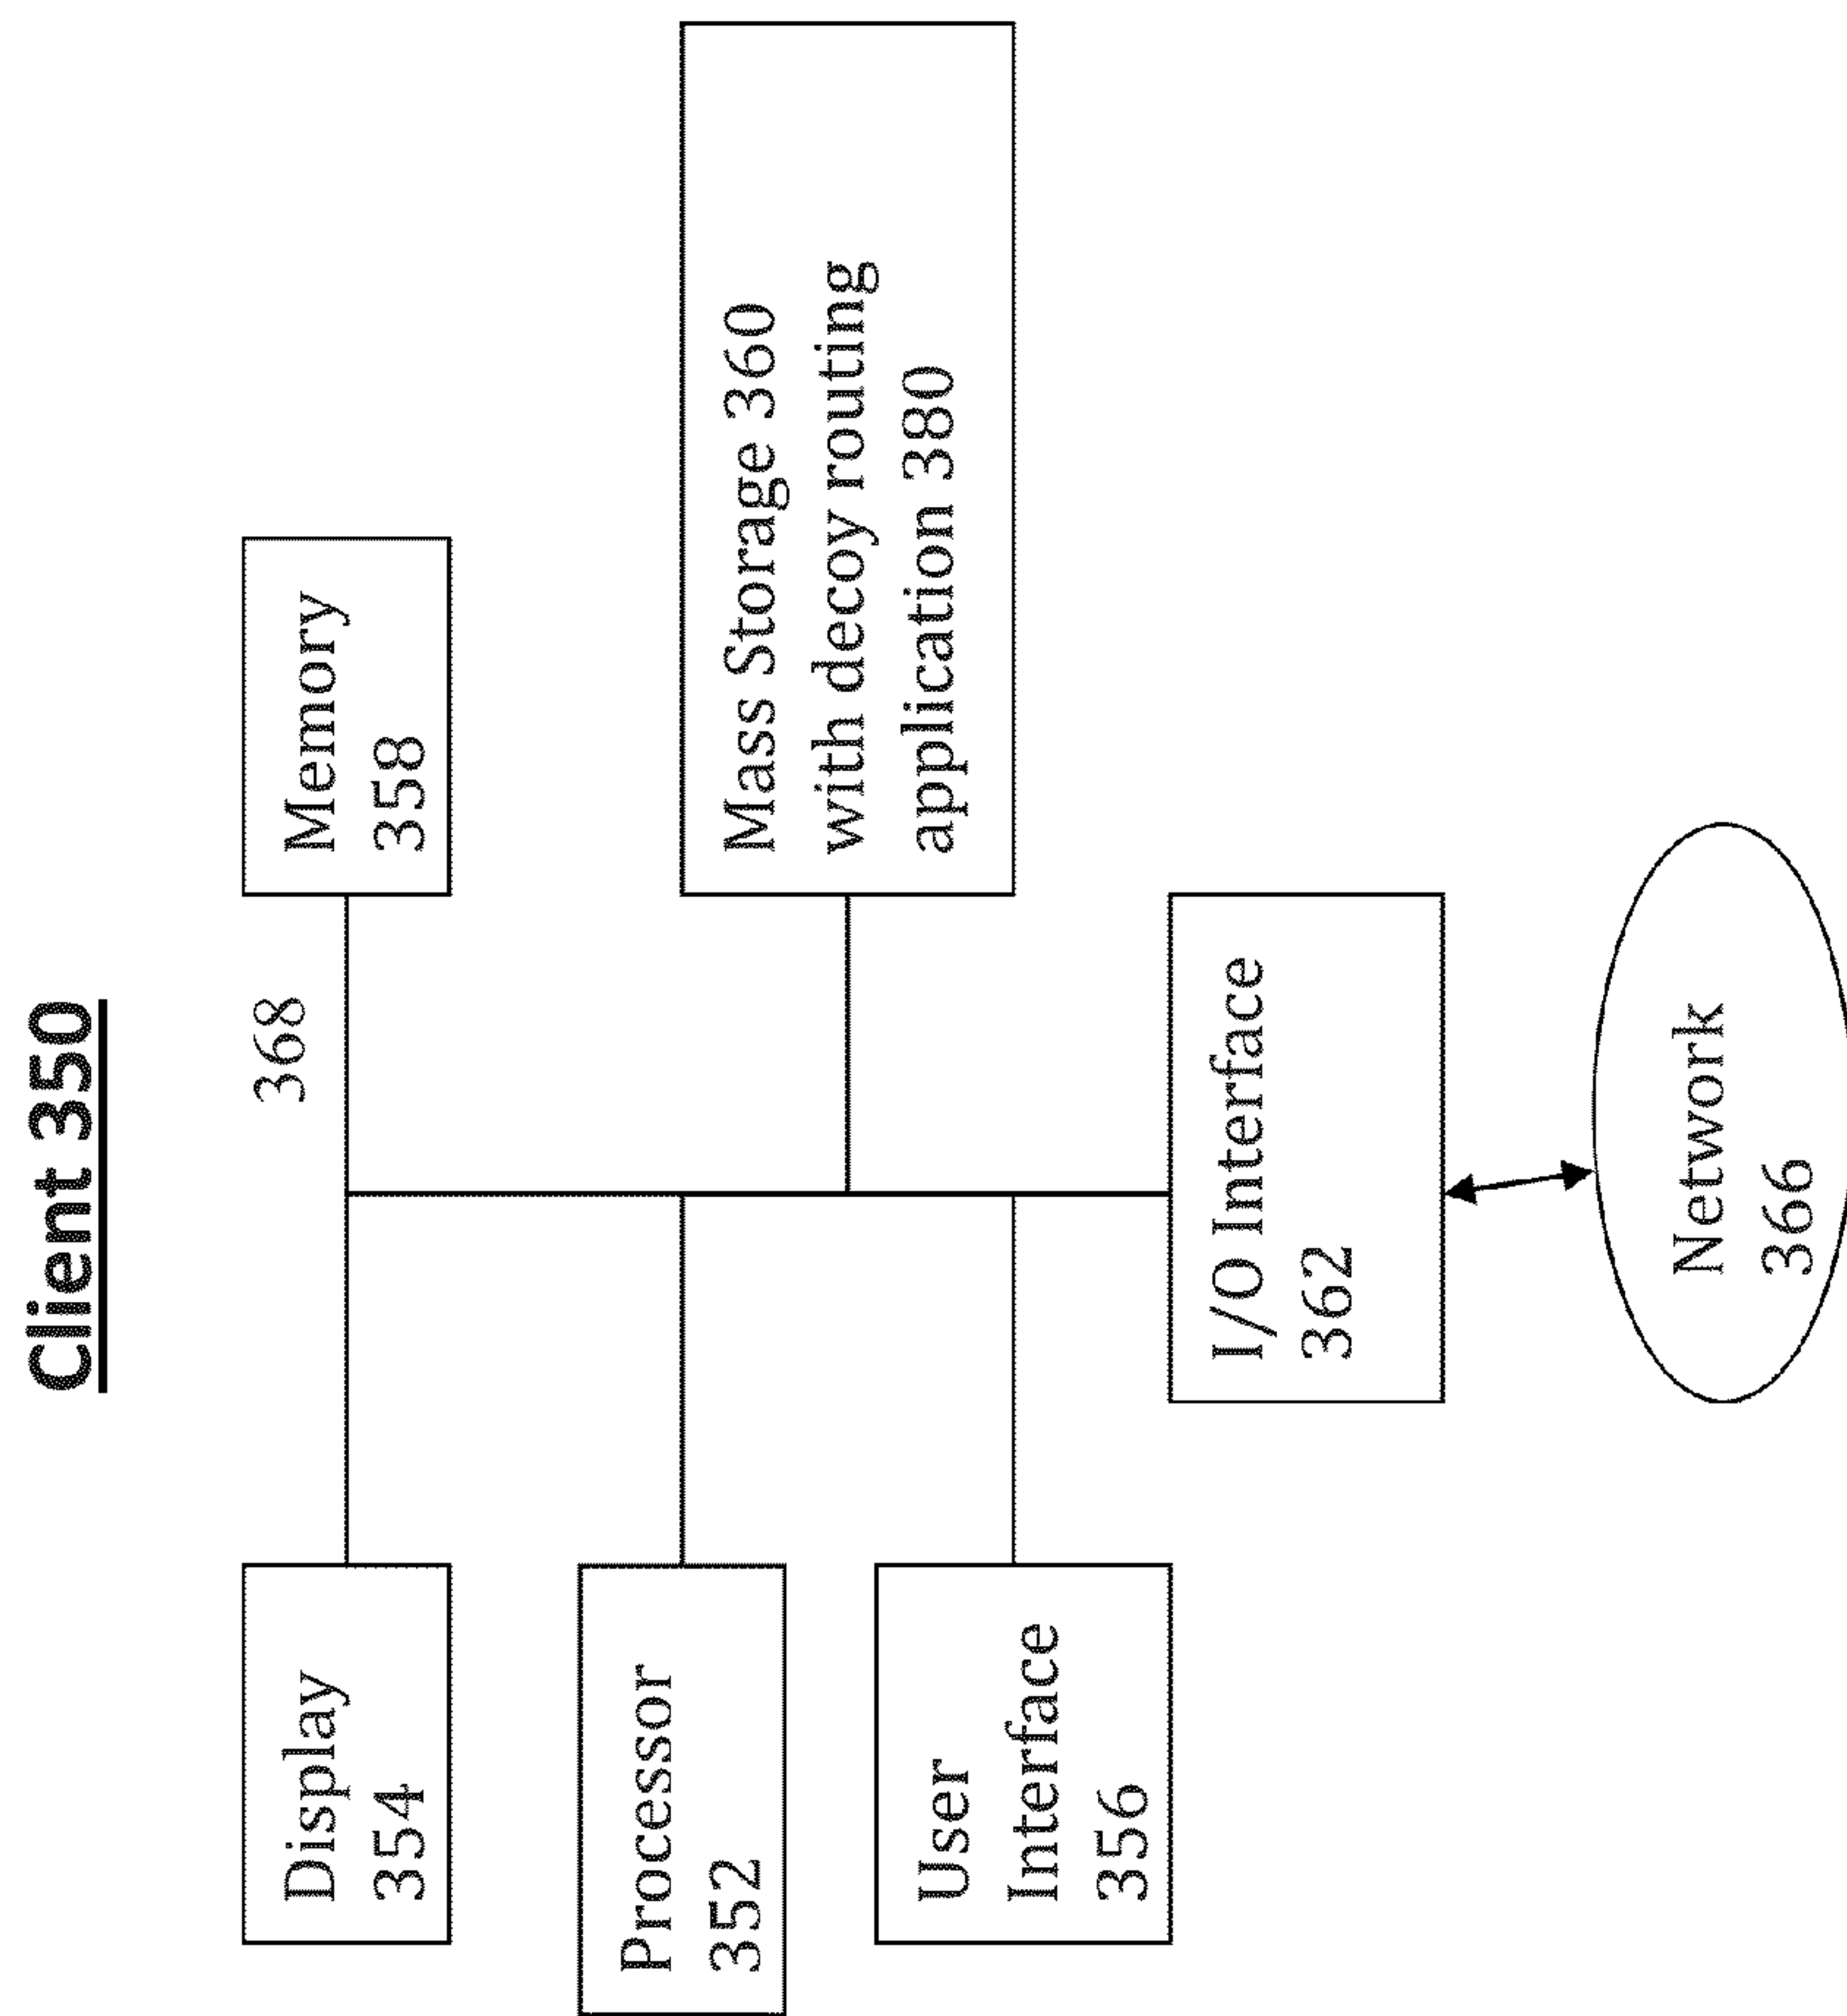 Client 350
Display
354
368
Memory
358
Processor
352
Mass Storage 360
with decoy routing
application 380
User
Interface
356
I/O Interface
362
Network
366